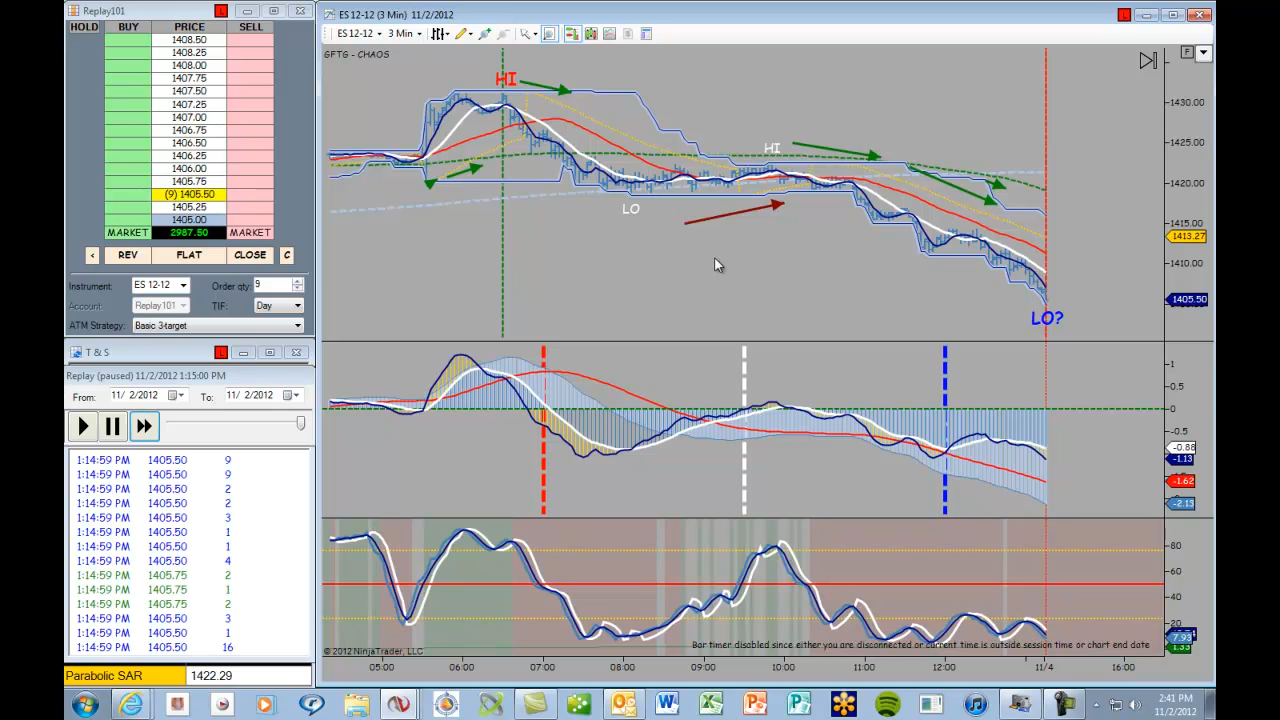 Replay101
HOLD BUY PRICE SELL
1408.50
1408.25
1408.00
1407.75
1407.50
1407.25
1407.00
1406.75
1406.50
1406.25
1406.00
1405.75
(9) 1405.50
1405.25
1405.00
MARKET 2987.50 MARKET
< REV FLAT CLOSE C
Instrument: ES 12-12 Order qty: 9
Account: Replay101 TIF: Day
ATM Strategy: Basic 3-target
T & S
Replay (paused) 11/2/2012 1:15:00 PM
From: 11/ 2/2012 To: 11/ 2/2012
1:14:59 PM 1405.50 9
1:14:59 PM 1405.50 9
1:14:59 PM 1405.50 2
1:14:59 PM 1405.50 2
1:14:59 PM 1405.50 3
1:14:59 PM 1405.50 1
1:14:59 PM 1405.50 1
1:14:59 PM 1405.50 4
1:14:59 PM 1405.75 2
1:14:59 PM 1405.75 1
1:14:59 PM 1405.75 2
1:14:59 PM 1405.50 3
1:14:59 PM 1405.50 1
1:14:59 PM 1405.50 16
Parabolic SAR 1422.29
ES 12-12 (3 Min) 11/2/2012
ES 12-12 3 Min
GFTG - CHAOS
F
HI
HI
LO
LO?
1430.00
1425.00
1420.00
1415.00
1413.27
1410.00
1405.50
1
0.5
0
-0.5
-0.88
-1.13
-1.62
-2.13
80
60
40
20
7.93
1.33
Bar timer disabled since either you are disconnected or current time is outside session time or chart end date
© 2012 NinjaTrader, LLC
05:00 06:00 07:00 08:00 09:00 10:00 11:00 12:00 11/4 16:00
2:41 PM
11/2/2012